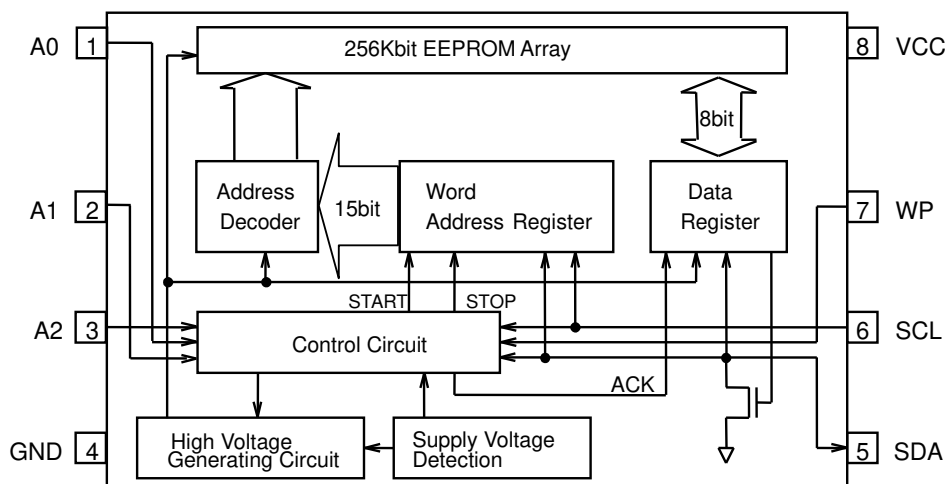 A0 1
256Kbit EEPROM Array
8 VCC
8bit
A1 2
Address
Decoder
15bit
Word
Address Register
Data
Register
7 WP
START
STOP
A2 3
Control Circuit
6 SCL
ACK
GND 4
High Voltage
Generating Circuit
Supply Voltage
Detection
5 SDA